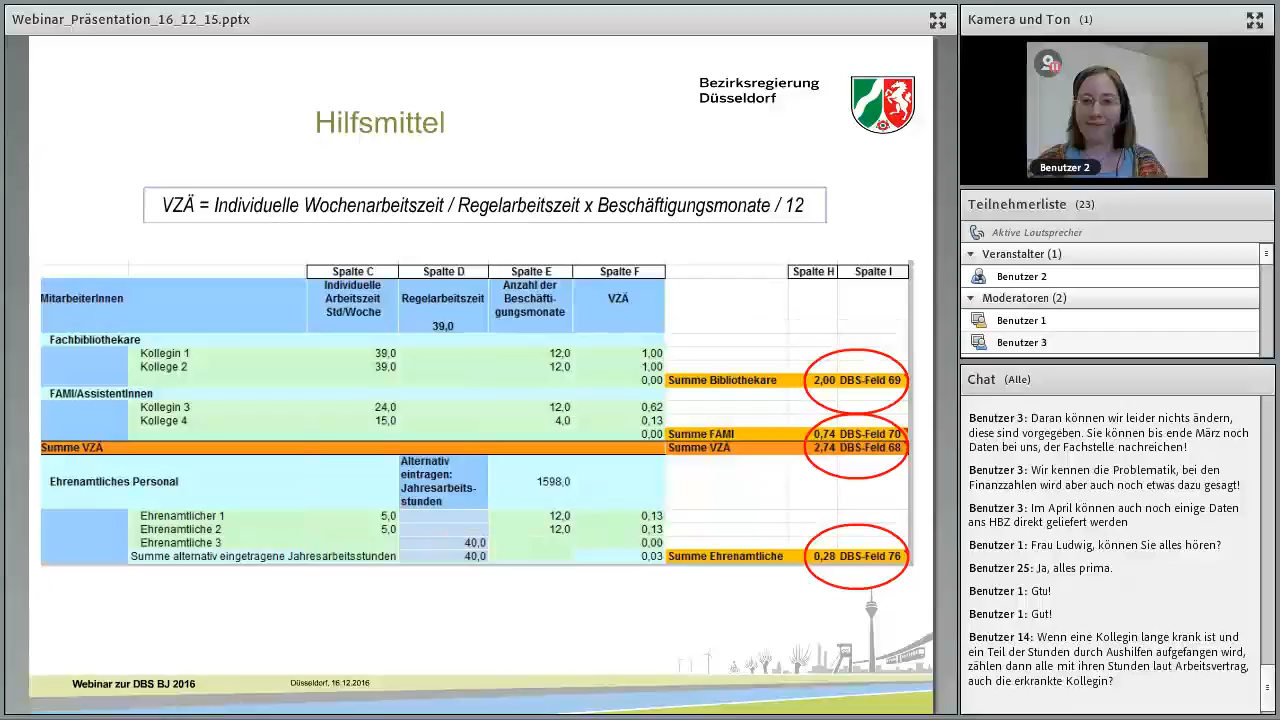 Webinar_Präsentation_16_12_15.pptx
Bezirksregierung
Düsseldorf
Hilfsmittel
VZÄ = Individuelle Wochenarbeitszeit / Regelarbeitszeit x Beschäftigungsmonate / 12
Spalte C Spalte D Spalte E Spalte F Spalte H Spalte I
MitarbeiterInnen
Individuelle
Arbeitszeit
Std/Woche
Regelarbeitszeit
39,0
Anzahl der
Beschäfti-
gungsmonate
VZÄ
Fachbibliothekare
Kollegin 1 39,0 12,0 1,00
Kollege 2 39,0 12,0 1,00
0,00 Summe Bibliothekare 2,00 DBS-Feld 69
FAMI/AssistentInnen
Kollegin 3 24,0 12,0 0,62
Kollege 4 15,0 4,0 0,13
0,00 Summe FAMI 0,74 DBS-Feld 70
Summe VZÄ Summe VZÄ 2,74 DBS-Feld 68
Ehrenamtliches Personal
Alternativ
eintragen:
Jahresarbeits-
stunden
1598,0
Ehrenamtlicher 1 5,0 12,0 0,13
Ehrenamtliche 2 5,0 12,0 0,13
Ehrenamtliche 3 40,0 0,00
Summe alternativ eingetragene Jahresarbeitsstunden 40,0 0,03 Summe Ehrenamtliche 0,28 DBS-Feld 76
Webinar zur DBS BJ 2016
Düsseldorf, 16.12.2016
Kamera und Ton (1)
Benutzer 2
Teilnehmerliste (23)
Aktive Lautsprecher
Veranstalter (1)
Benutzer 2
Moderatoren (2)
Benutzer 1
Benutzer 3
Chat (Alle)
Benutzer 3: Daran können wir leider nichts ändern,
diese sind vorgegeben. Sie können bis ende März noch
Daten bei uns, der Fachstelle nachreichen!
Benutzer 3: Wir kennen die Problematik, bei den
Finanzzahlen wird aber auch noch etwas dazu gesagt!
Benutzer 3: Im April können auch noch einige Daten
ans HBZ direkt geliefert werden
Benutzer 1: Frau Ludwig, können Sie alles hören?
Benutzer 25: Ja, alles prima.
Benutzer 1: Gtu!
Benutzer 1: Gut!
Benutzer 14: Wenn eine Kollegin lange krank ist und
ein Teil der Stunden durch Aushilfen aufgefangen wird,
zählen dann alle mit ihren Stunden laut Arbeitsvertrag,
auch die erkrankte Kollegin?